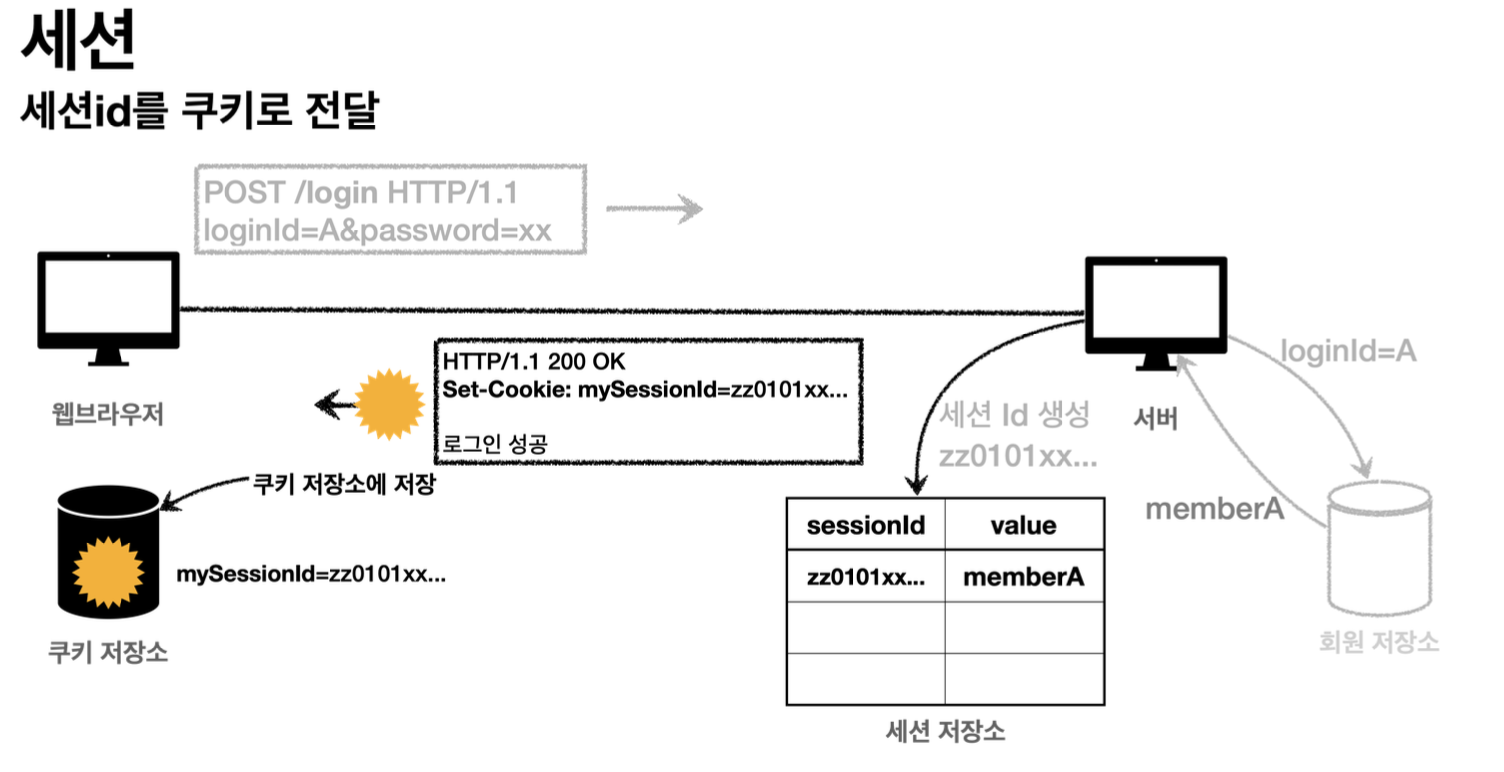 세션
세션id를 쿠키로 전달
POST /login HTTP/1.1
loginId=A&password=xx
HTTP/1.1 200 OK
Set-Cookie: mySessionId=zz0101xx...
로그인 성공
웹브라우저
쿠키 저장소에 저장
mySessionId=zz0101xx...
쿠키 저장소
세션 Id 생성
zz0101xx...
서버
loginId=A
memberA
sessionId value
zz0101xx... memberA
세션 저장소
회원 저장소